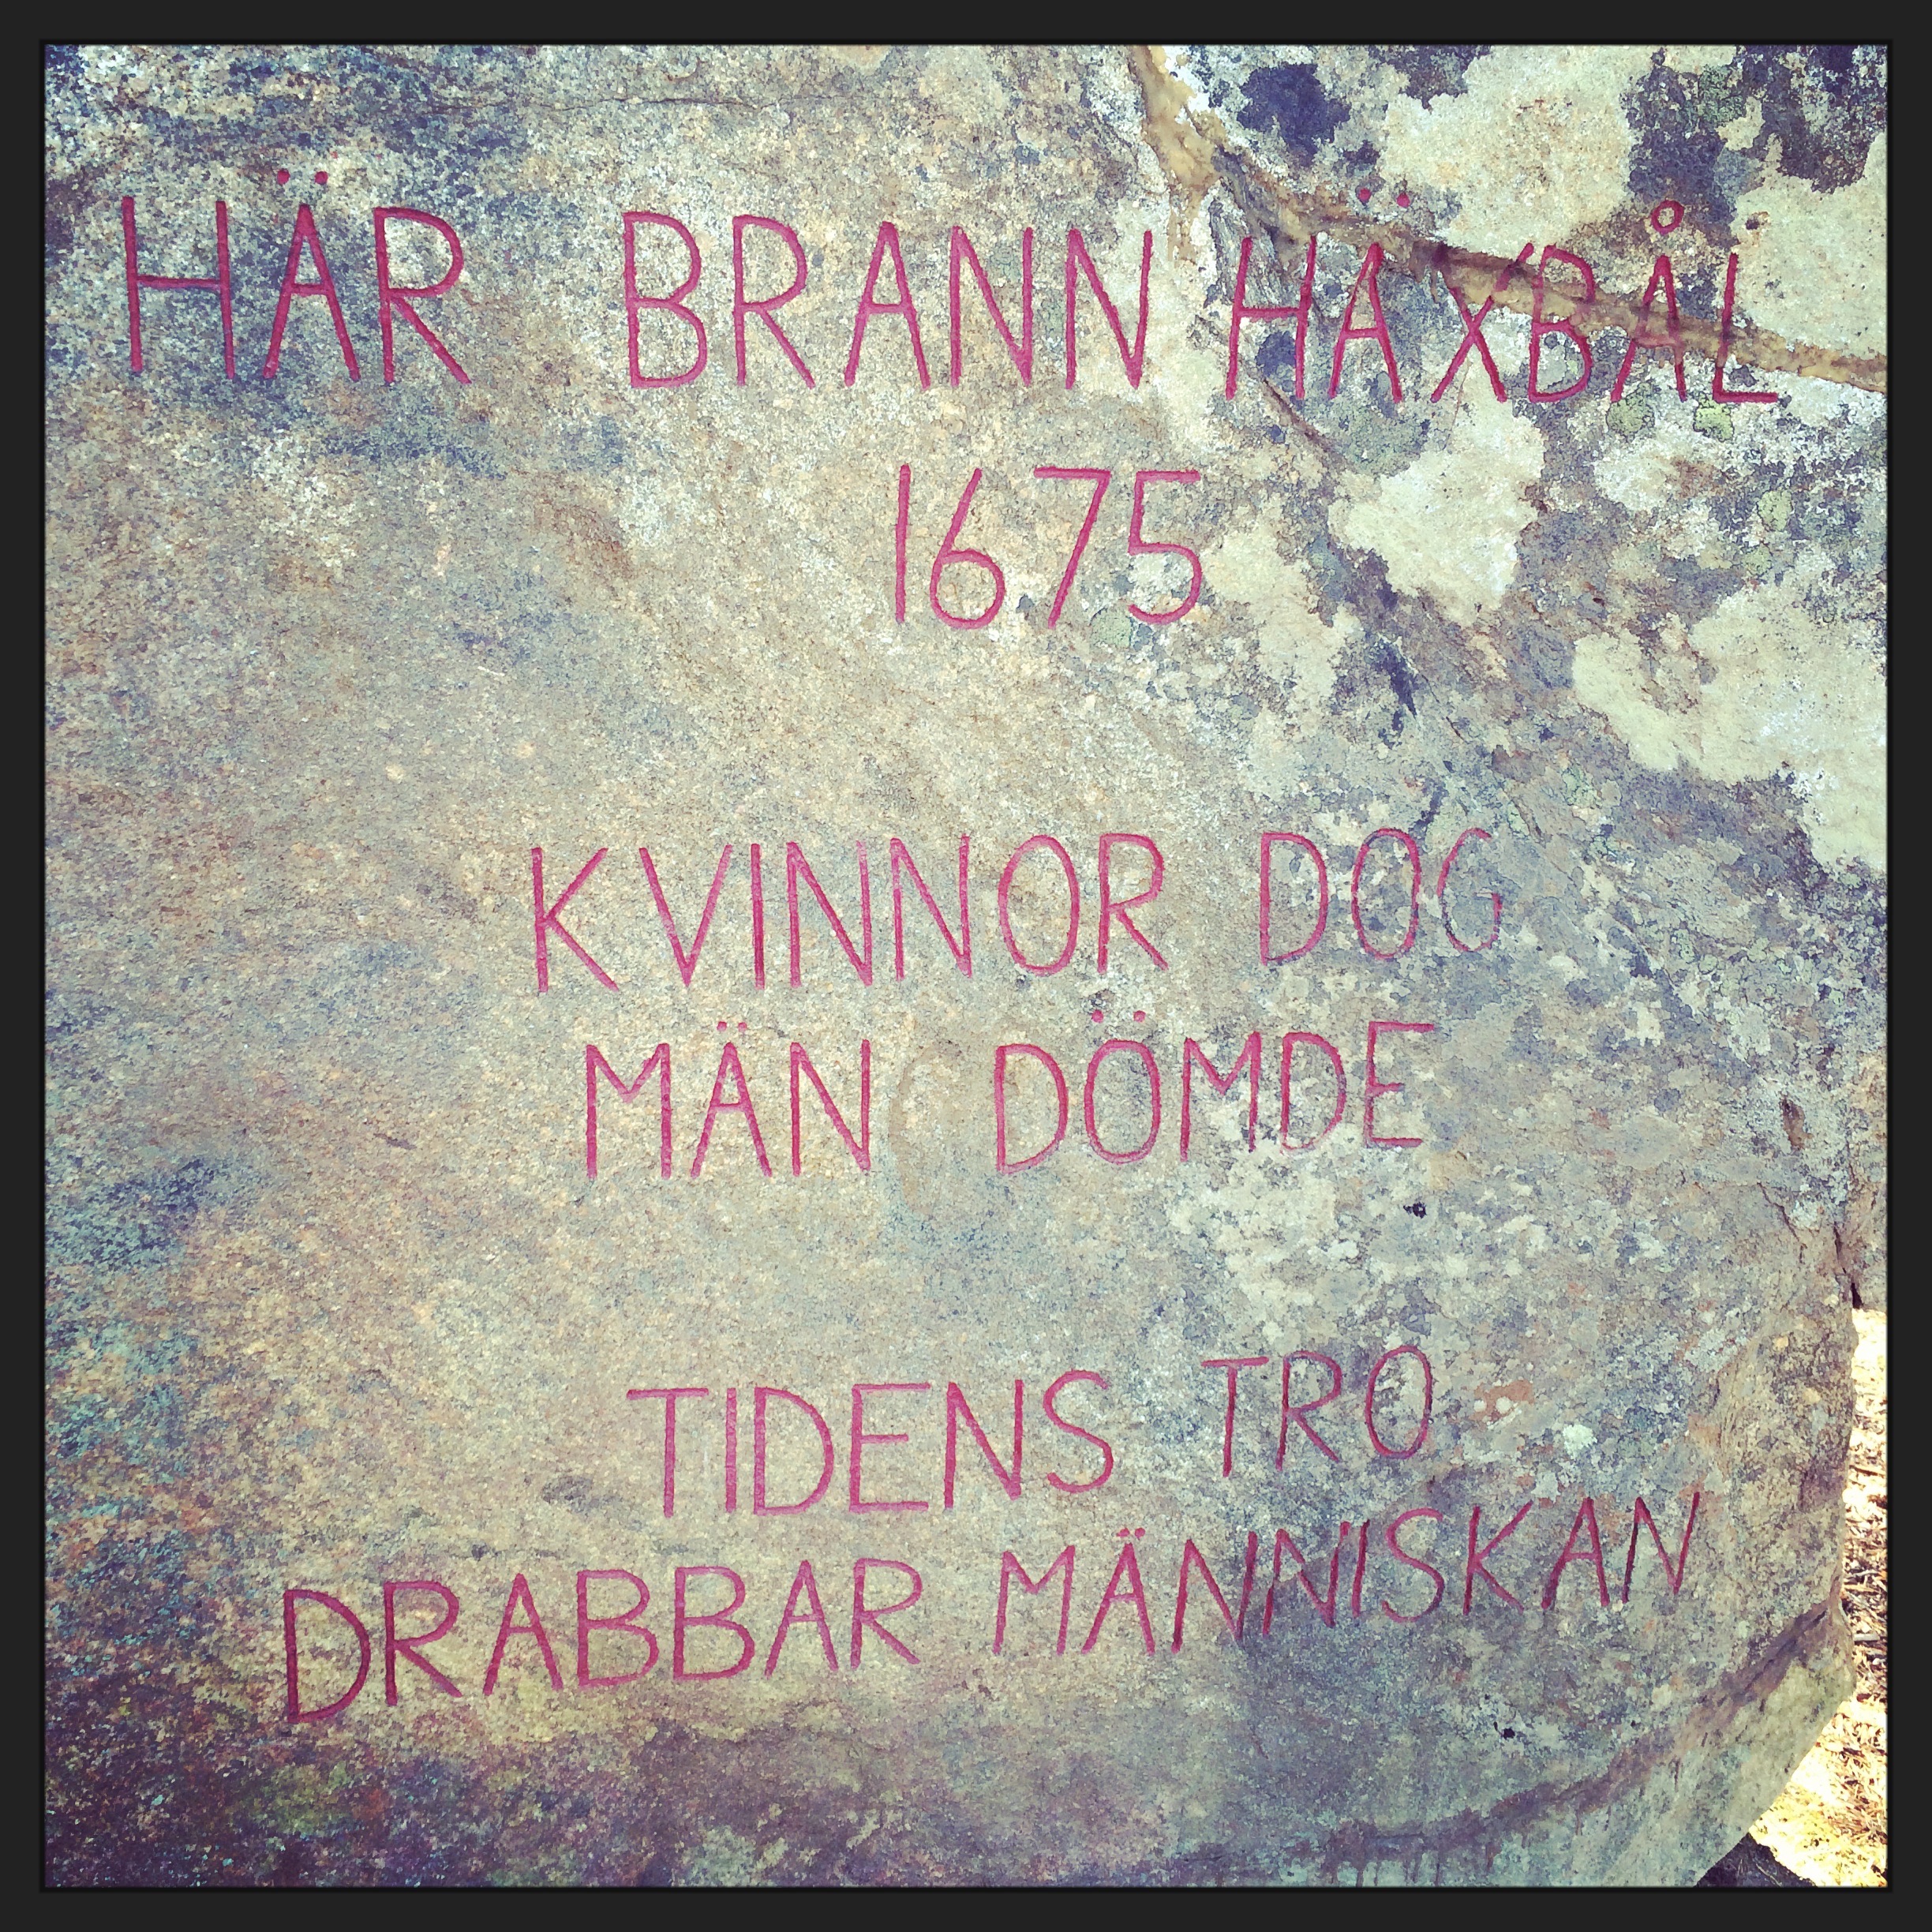 HÄR BRANN HÄXBÅL
1675
KVINNOR DOG
MÄN DÖMDE
TIDENS TRO
DRABBAR MÄNNISKAN